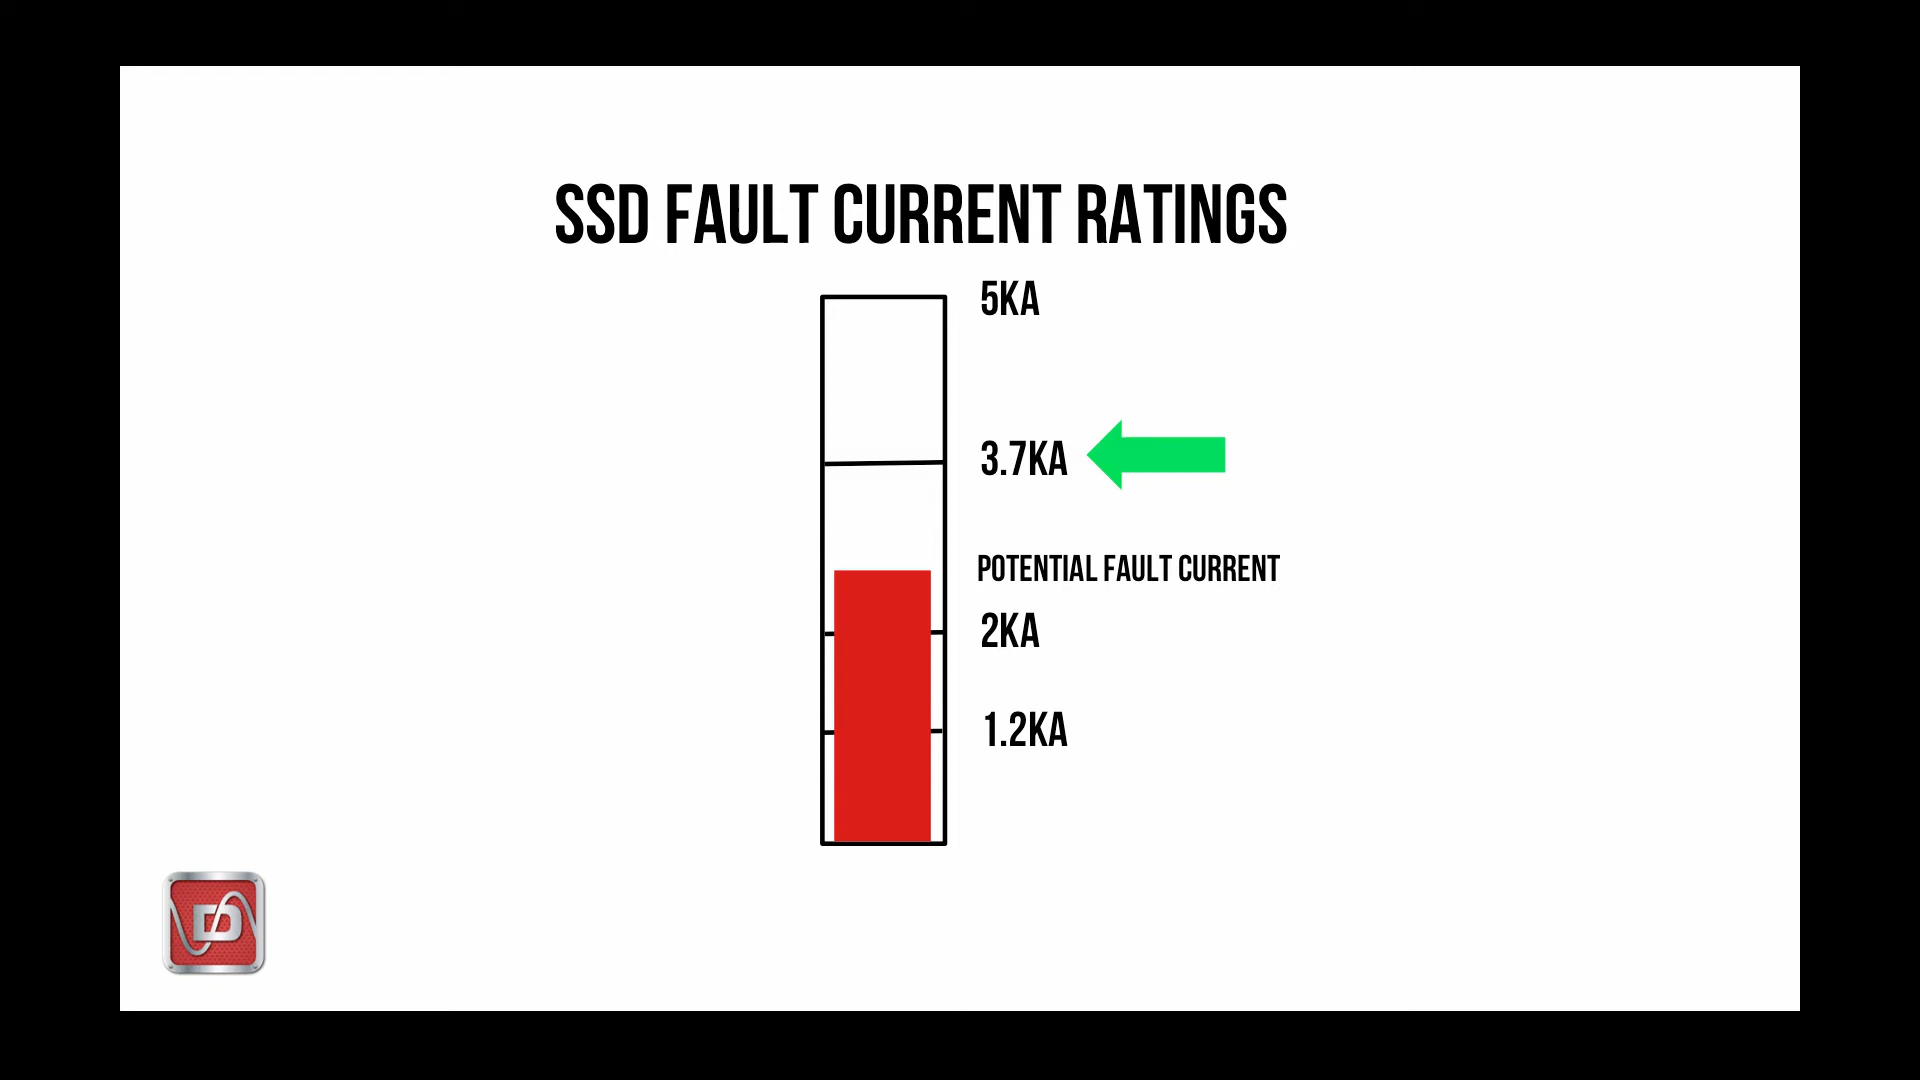 SSD FAULT CURRENT RATINGS
5KA
3.7KA
POTENTIAL FAULT CURRENT
2KA
1.2KA
D